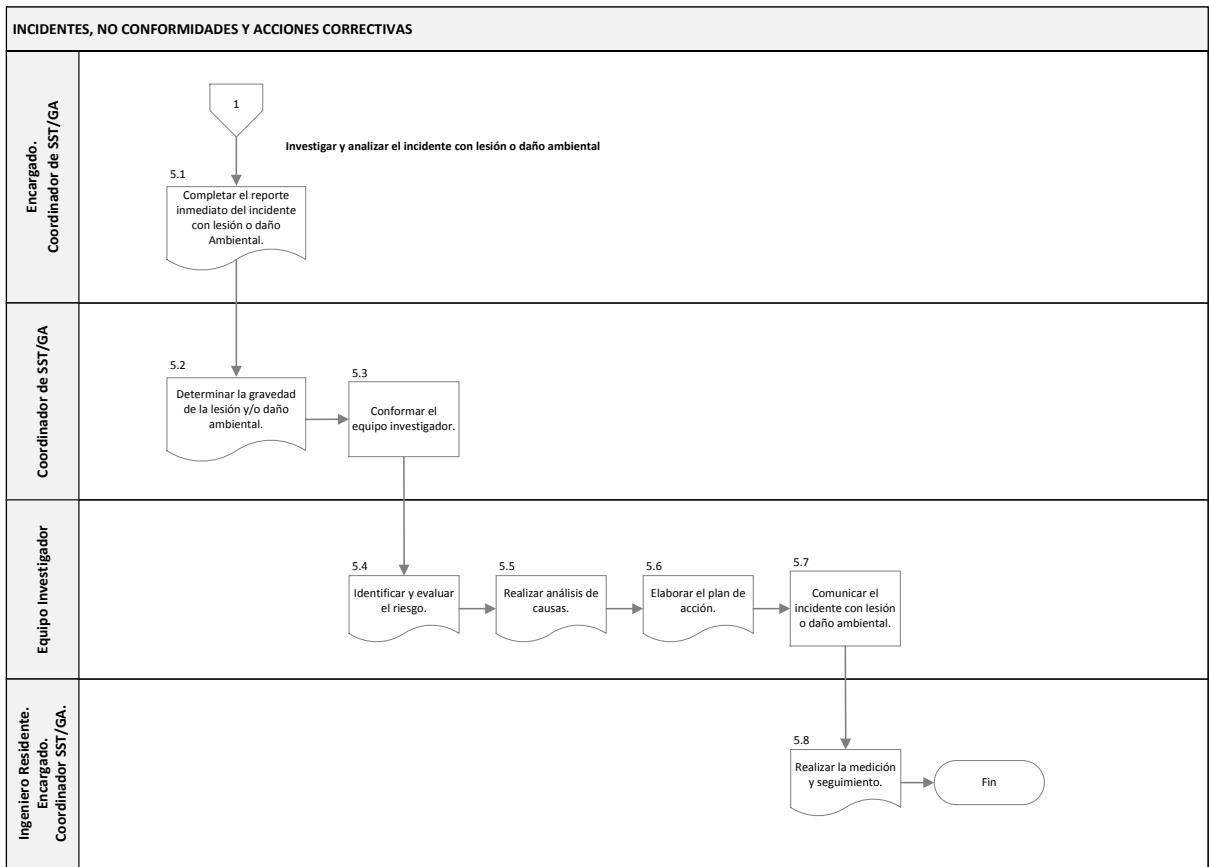 INCIDENTES, NO CONFORMIDADES Y ACCIONES CORRECTIVAS
Encargado.
Coordinador de SST/GA
1
Investigar y analizar el incidente con lesión o daño ambiental
5.1
Completar el reporte
inmediato del incidente
con lesión o daño
Ambiental.
Coordinador de SST/GA
5.2
Determinar la gravedad
de la lesión y/o daño
ambiental.
5.3
Conformar el
equipo investigador.
Equipo Investigador
5.4
Identificar y evaluar
el riesgo.
5.5
Realizar análisis de
causas.
5.6
Elaborar el plan de
acción.
5.7
Comunicar el
incidente con lesión
o daño ambiental.
Ingeniero Residente.
Encargado.
Coordinador SST/GA.
5.8
Realizar la medición
y seguimiento.
Fin